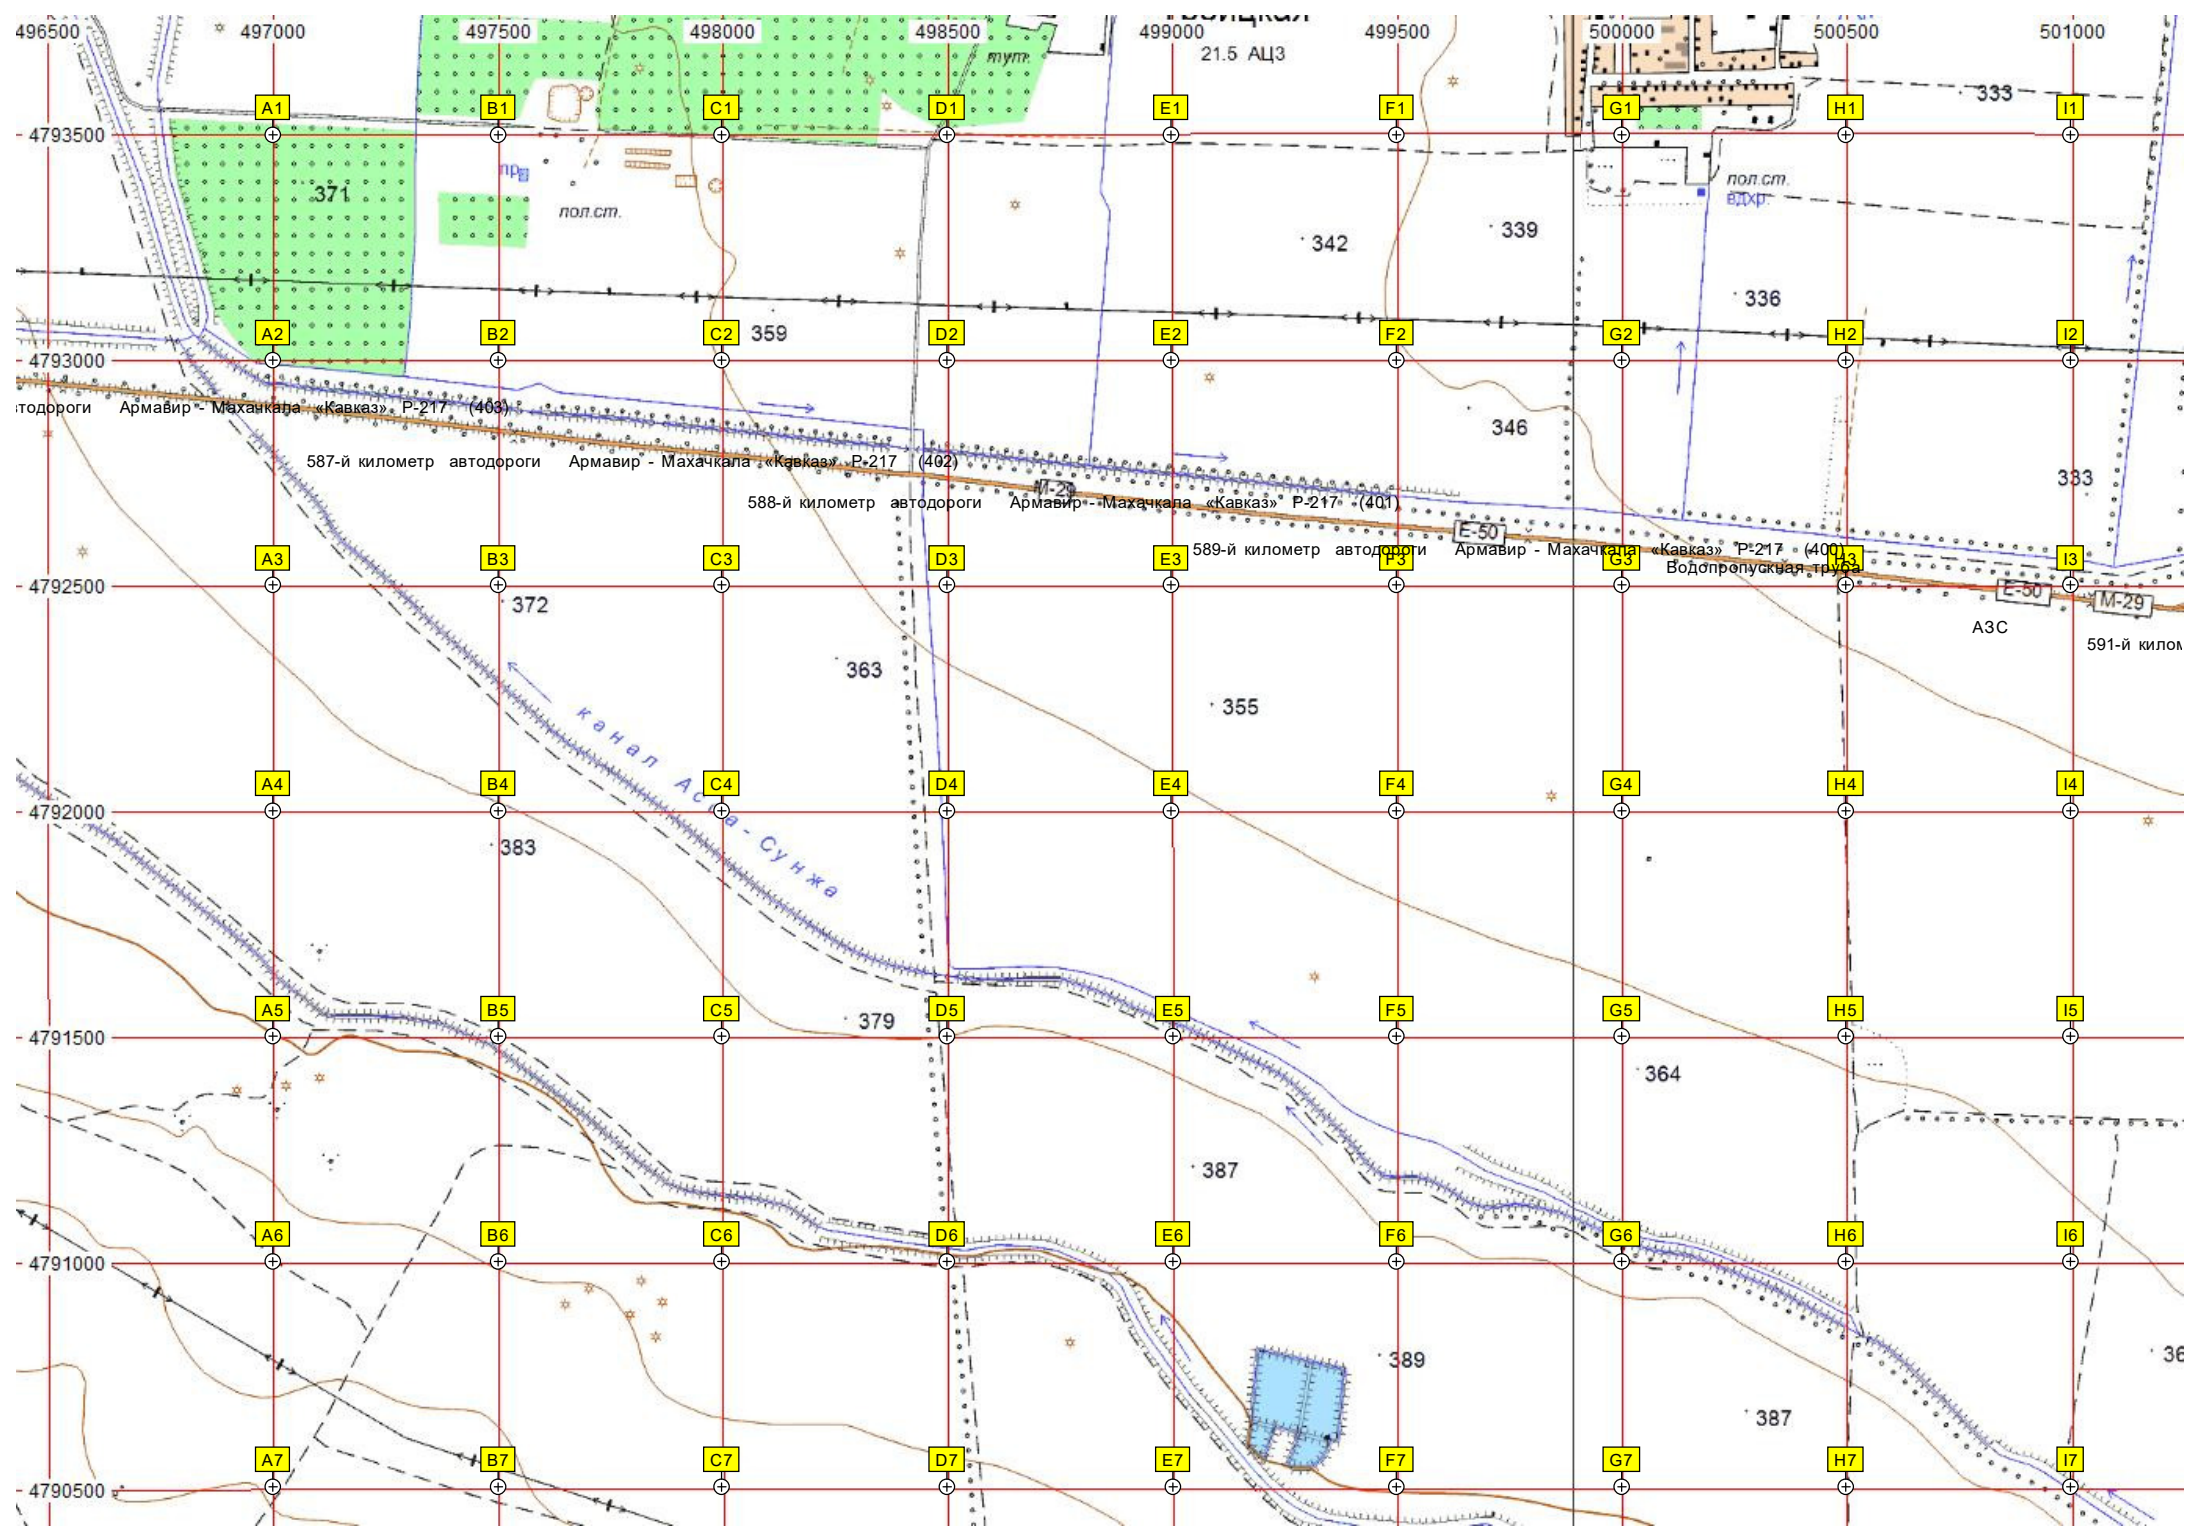 496500 497000 497500 498000 498500 499000 499500 500000 500500 501000
21.5 АЦЗ
тут.
333
A1 B1 C1 D1 E1 F1 G1 H1 I1
4793500
371
пр.
пол.ст.
пол.ст.
вдхр.
342
339
336
359
A2 B2 C2 D2 E2 F2 G2 H2 I2
4793000
тодороги Армавир - Махачкала «Кавказ» Р-217 (403)
346
587-й километр автодороги Армавир - Махачкала «Кавказ» Р-217 (402)
333
М-29
588-й километр автодороги Армавир - Махачкала «Кавказ» Р-217 (401)
Е-50
589-й километр автодороги Армавир - Махачкала «Кавказ» Р-217 (400)
Водопропускная труба
A3 B3 C3 D3 E3 F3 G3 H3 I3
4792500
Е-50
М-29
372
АЗС
591-й килом
363
355
канал Асса-Сунжа
A4 B4 C4 D4 E4 F4 G4 H4 I4
4792000
383
379
A5 B5 C5 D5 E5 F5 G5 H5 I5
4791500
364
387
A6 B6 C6 D6 E6 F6 G6 H6 I6
4791000
389
36
387
A7 B7 C7 D7 E7 F7 G7 H7 I7
4790500